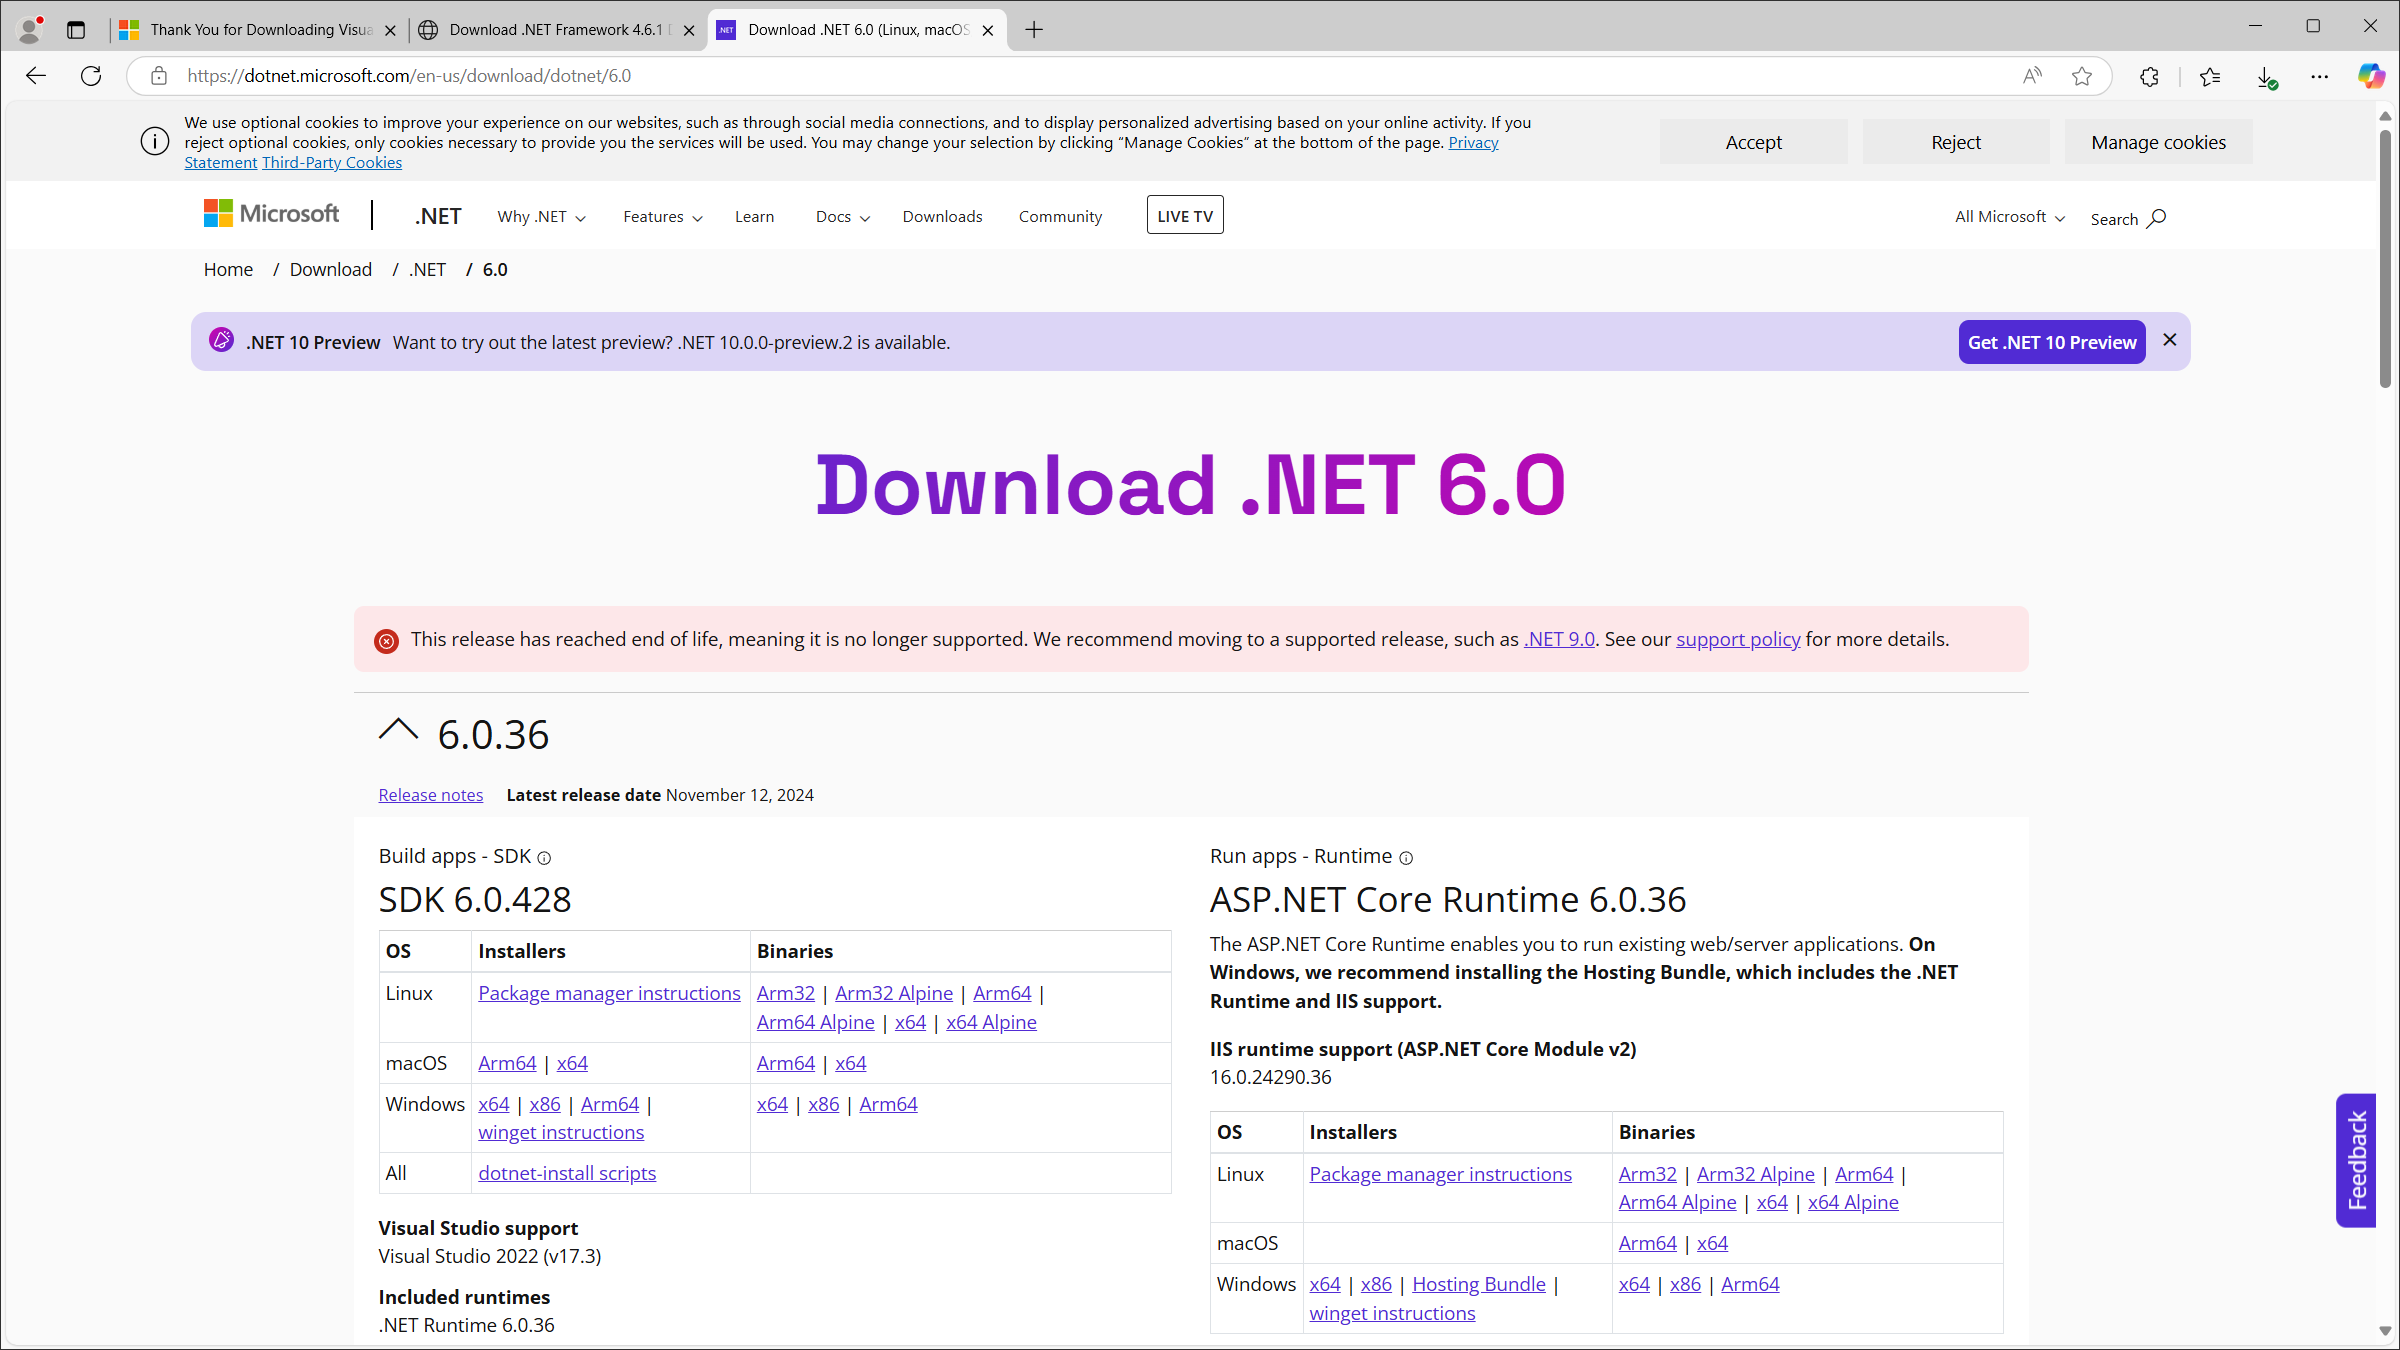 Thank You for Downloading Visua
Download .NET Framework 4.6.1
Download .NET 6.0 (Linux, macOS
https://dotnet.microsoft.com/en-us/download/dotnet/6.0
We use optional cookies to improve your experience on our websites, such as through social media connections, and to display personalized advertising based on your online activity. If you
reject optional cookies, only cookies necessary to provide you the services will be used. You may change your selection by clicking “Manage Cookies” at the bottom of the page. Privacy
Statement Third-Party Cookies
Accept
Reject
Manage cookies
Microsoft
.NET
Why .NET
Features
Learn
Docs
Downloads
Community
LIVE TV
All Microsoft
Search
Home / Download / .NET / 6.0
.NET 10 Preview Want to try out the latest preview? .NET 10.0.0-preview.2 is available.
Get .NET 10 Preview
Download .NET 6.0
This release has reached end of life, meaning it is no longer supported. We recommend moving to a supported release, such as .NET 9.0. See our support policy for more details.
6.0.36
Release notes Latest release date November 12, 2024
Build apps - SDK
SDK 6.0.428
OS Installers Binaries
Linux Package manager instructions Arm32 | Arm32 Alpine | Arm64 |
Arm64 Alpine | x64 | x64 Alpine
macOS Arm64 | x64 Arm64 | x64
Windows x64 | x86 | Arm64 | x64 | x86 | Arm64
winget instructions
All dotnet-install scripts
Visual Studio support
Visual Studio 2022 (v17.3)
Included runtimes
.NET Runtime 6.0.36
Run apps - Runtime
ASP.NET Core Runtime 6.0.36
The ASP.NET Core Runtime enables you to run existing web/server applications. On
Windows, we recommend installing the Hosting Bundle, which includes the .NET
Runtime and IIS support.
IIS runtime support (ASP.NET Core Module v2)
16.0.24290.36
OS Installers Binaries
Linux Package manager instructions Arm32 | Arm32 Alpine | Arm64 |
Arm64 Alpine | x64 | x64 Alpine
macOS Arm64 | x64
Windows x64 | x86 | Hosting Bundle | x64 | x86 | Arm64
winget instructions
Feedback